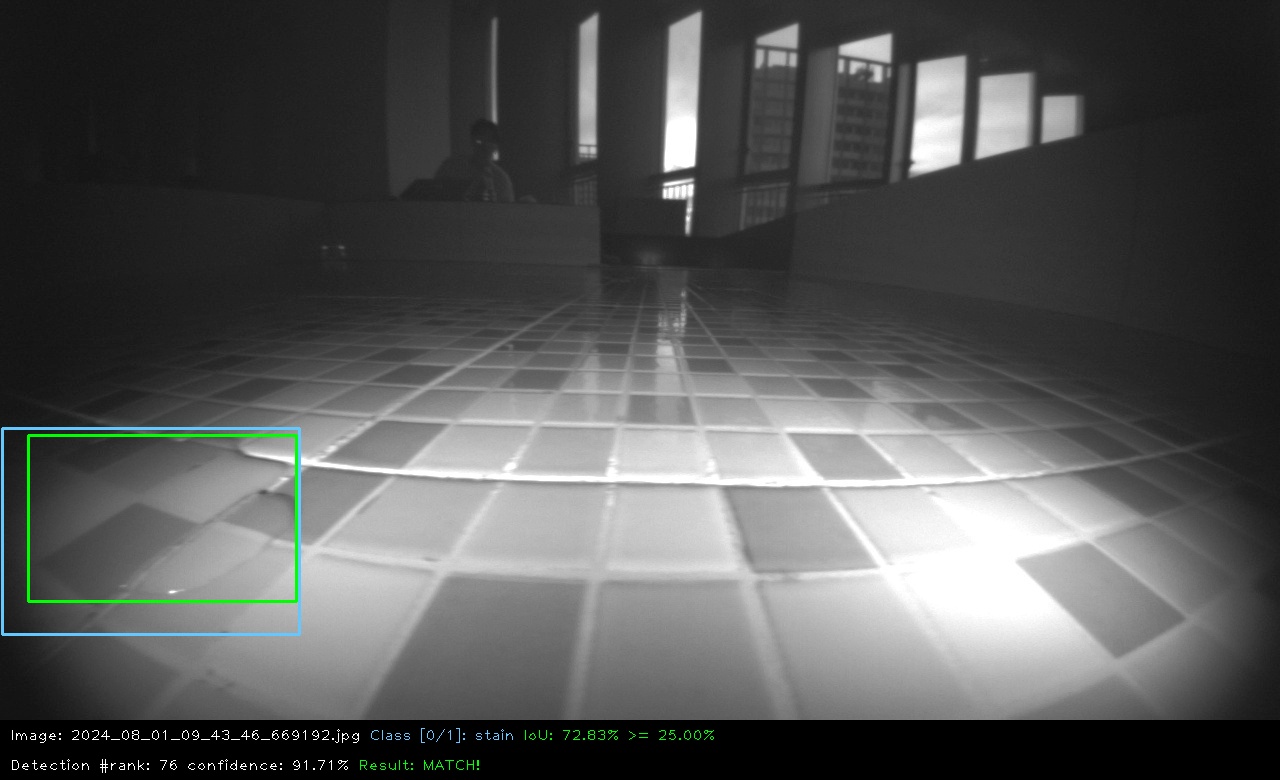 Image: 2024_08_01_09_43_46_669192.jpg Class [0/1]: stain IoU: 72.83% >= 25.00%
Detection #rank: 76 confidence: 91.71% Result: MATCH!